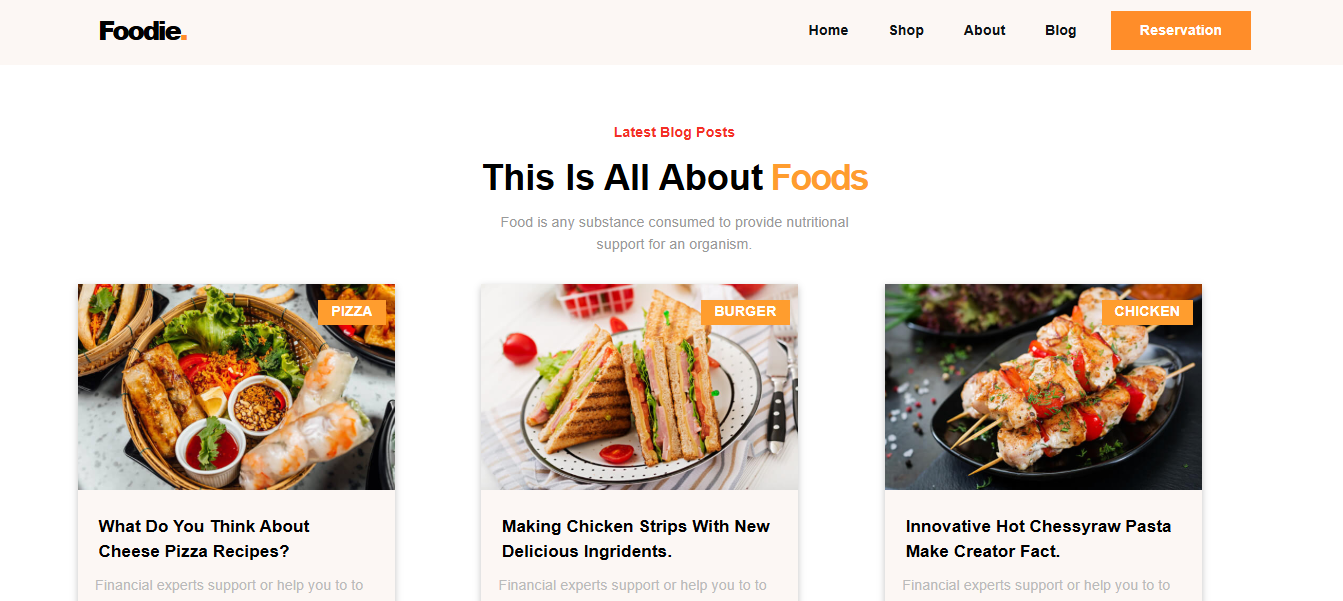 Foodie.
Home Shop About Blog Reservation
Latest Blog Posts
This Is All About Foods
Food is any substance consumed to provide nutritional
support for an organism.
PIZZA
What Do You Think About
Cheese Pizza Recipes?
Financial experts support or help you to to
BURGER
Making Chicken Strips With New
Delicious Ingridents.
Financial experts support or help you to to
CHICKEN
Innovative Hot Chessyraw Pasta
Make Creator Fact.
Financial experts support or help you to to